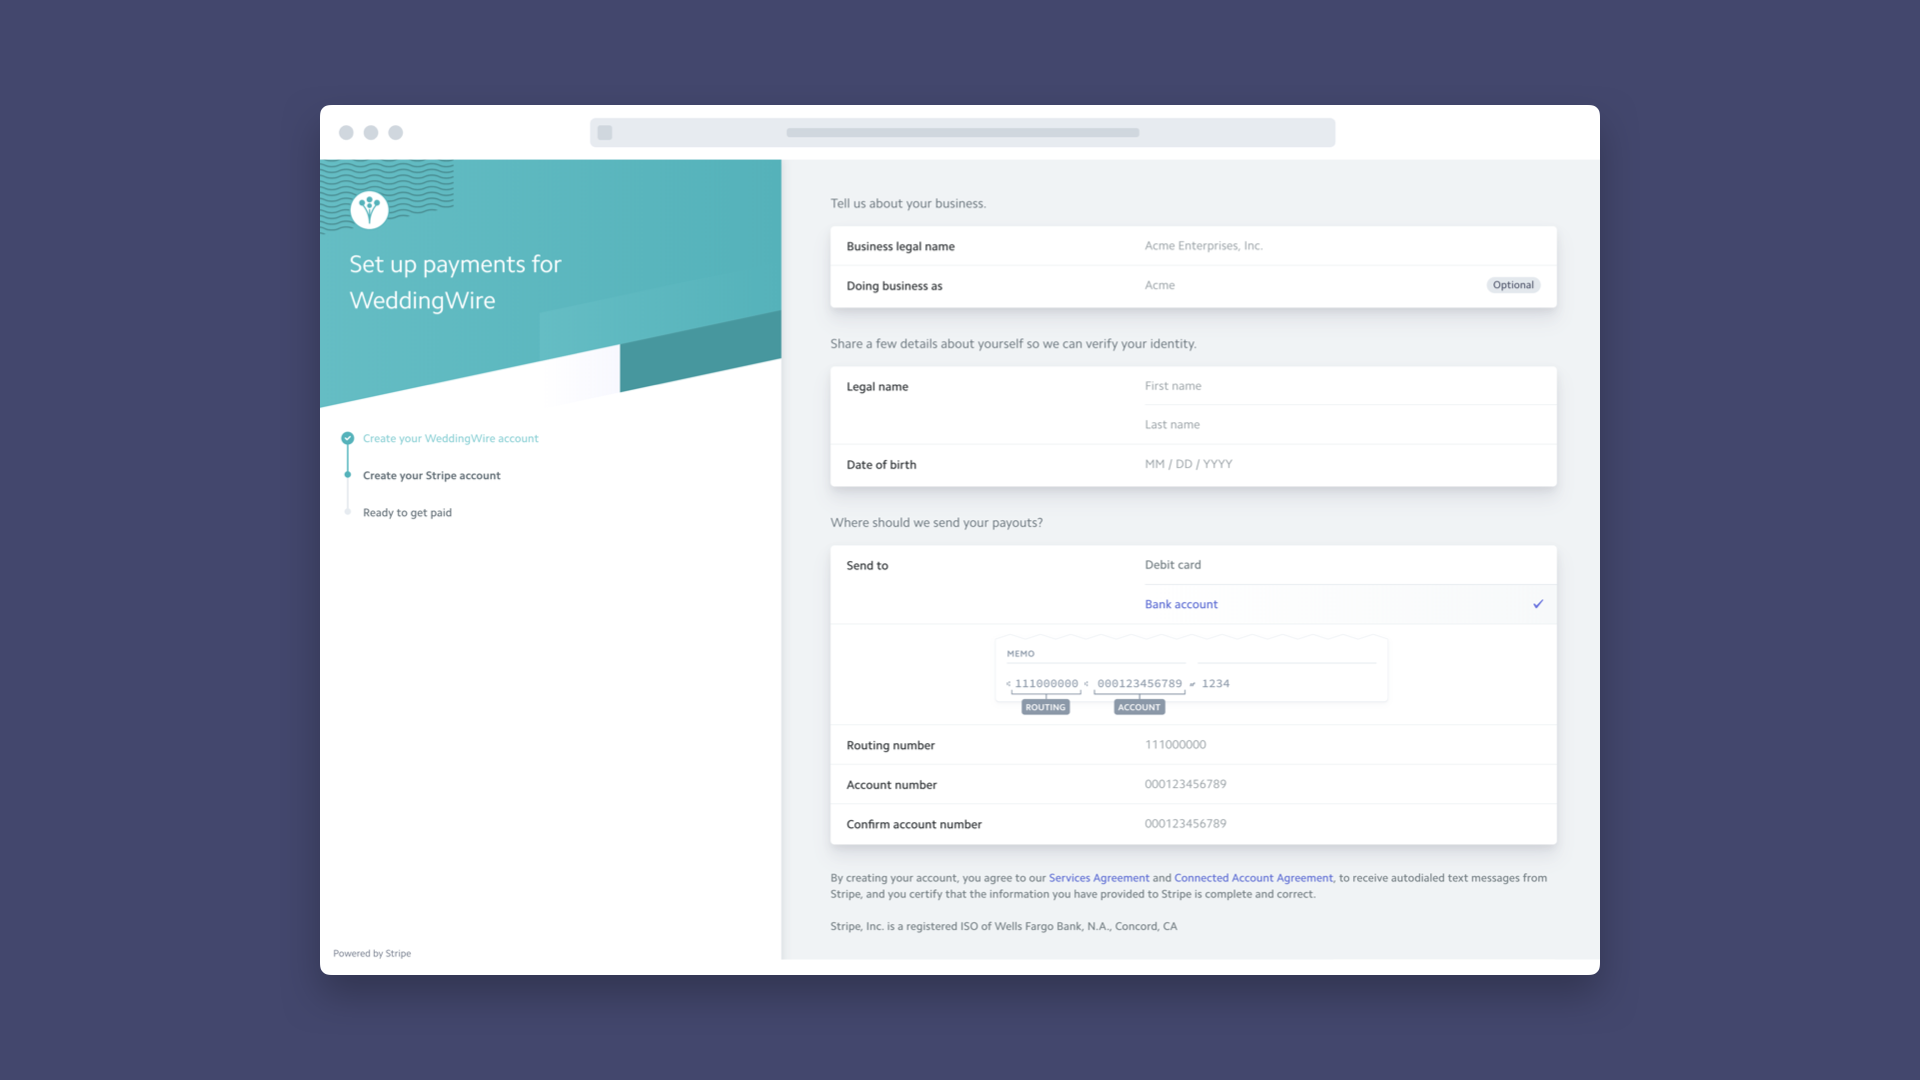 Set up payments for
WeddingWire
Create your WeddingWire account
Create your Stripe account
Ready to get paid
Powered by Stripe
Tell us about your business.
Business legal name Acme Enterprises, Inc.
Doing business as Acme Optional
Share a few details about yourself so we can verify your identity.
Legal name First name
Last name
Date of birth MM / DD / YYYY
Where should we send your payouts?
Send to Debit card
Bank account
MEMO
111000000 000123456789 1234
ROUTING ACCOUNT
Routing number 111000000
Account number 000123456789
Confirm account number 000123456789
By creating your account, you agree to our Services Agreement and Connected Account Agreement, to receive autodialed text messages from
Stripe, and you certify that the information you have provided to Stripe is complete and correct.
Stripe, Inc. is a registered ISO of Wells Fargo Bank, N.A., Concord, CA